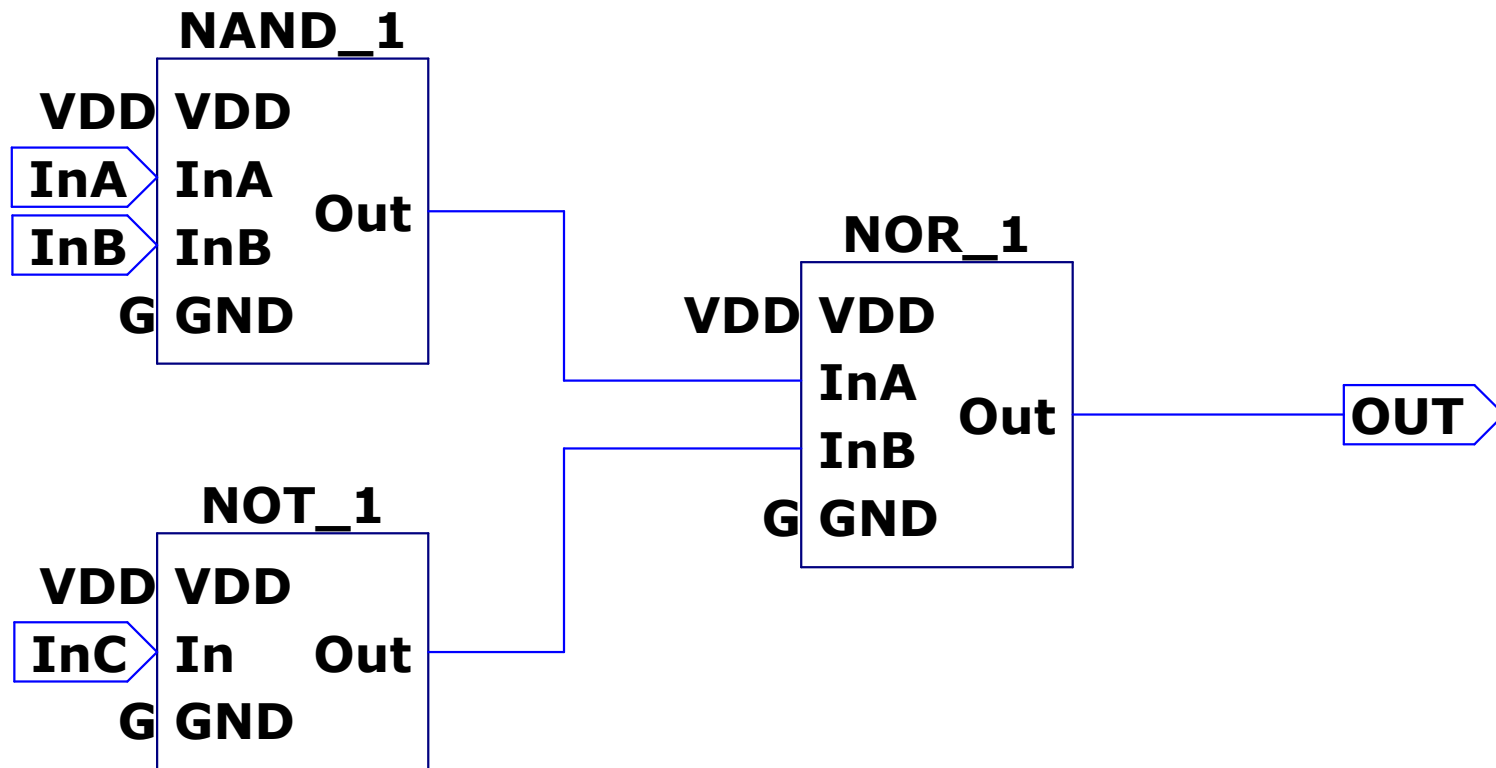 NAND_1
VDD VDD
InA InA
Out
InB InB
G GND
NOR_1
VDD VDD
InA
Out
OUT
InB
G GND
NOT_1
VDD VDD
InC In Out
G GND